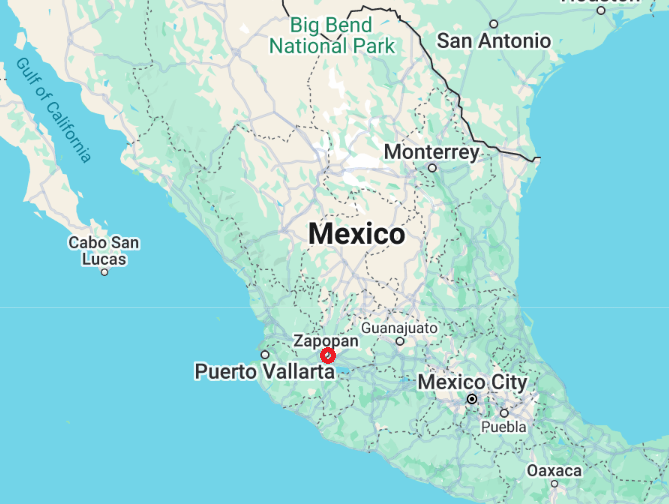 Houston
Big Bend
National Park
San Antonio
Gulf of California
Monterrey
Mexico
Cabo San
Lucas
Guanajuato
Zapopan
Puerto Vallarta
Mexico City
Puebla
Oaxaca